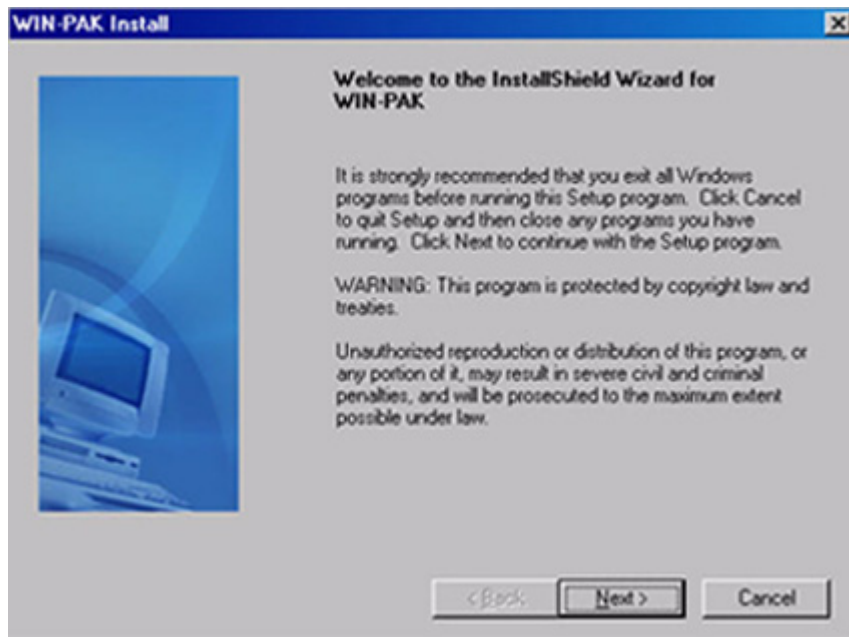 WIN-PAK Install
Welcome to the InstallShield Wizard for
WIN-PAK
It is strongly recommended that you exit all Windows
programs before running this Setup program. Click Cancel
to quit Setup and then close any programs you have
running. Click Next to continue with the Setup program.
WARNING: This program is protected by copyright law and
treaties.
Unauthorized reproduction or distribution of this program, or
any portion of it, may result in severe civil and criminal
penalties, and will be prosecuted to the maximum extent
possible under law.
< Back Next > Cancel